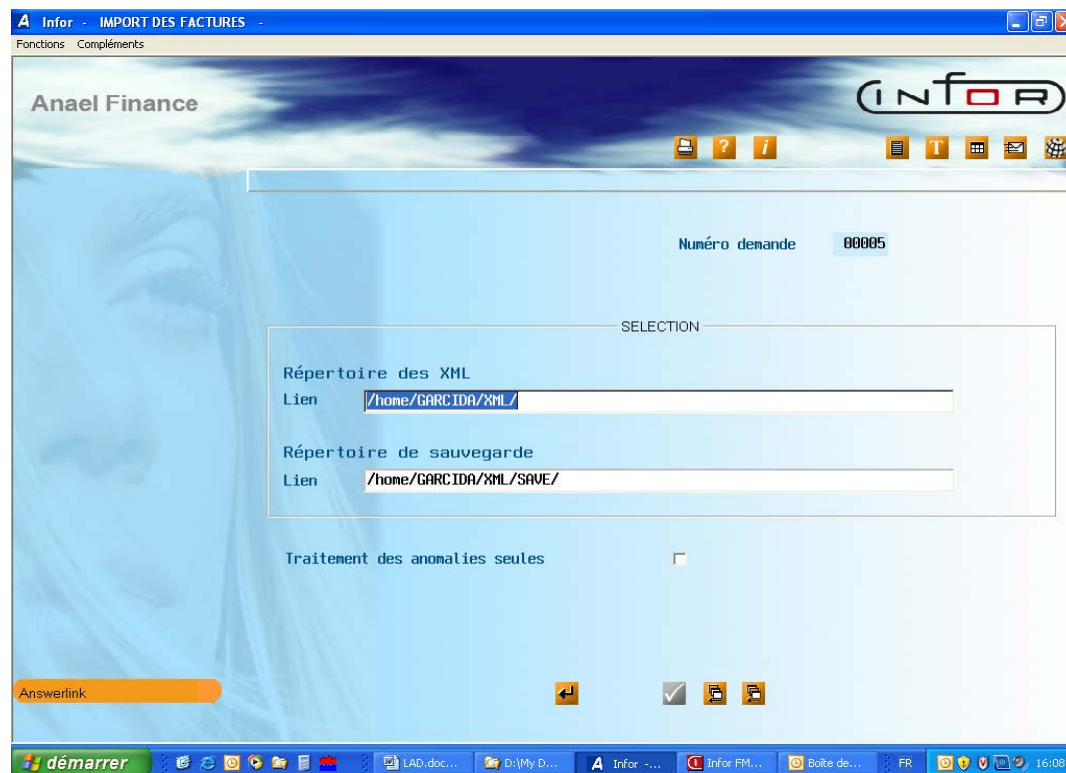 A Infor - IMPORT DES FACTURES -
Fonctions Compléments
Anael Finance
INFOR
? i T
Numéro demande 00005
SELECTION
Répertoire des XML
Lien /home/GARCIDA/XML/
Répertoire de sauvegarde
Lien /home/GARCIDA/XML/SAVE/
Traitement des anomalies seules
Answerlink
démarrer LAD.doc... D:\My D... A Infor -... Infor FM... Boîte de... FR 16:08